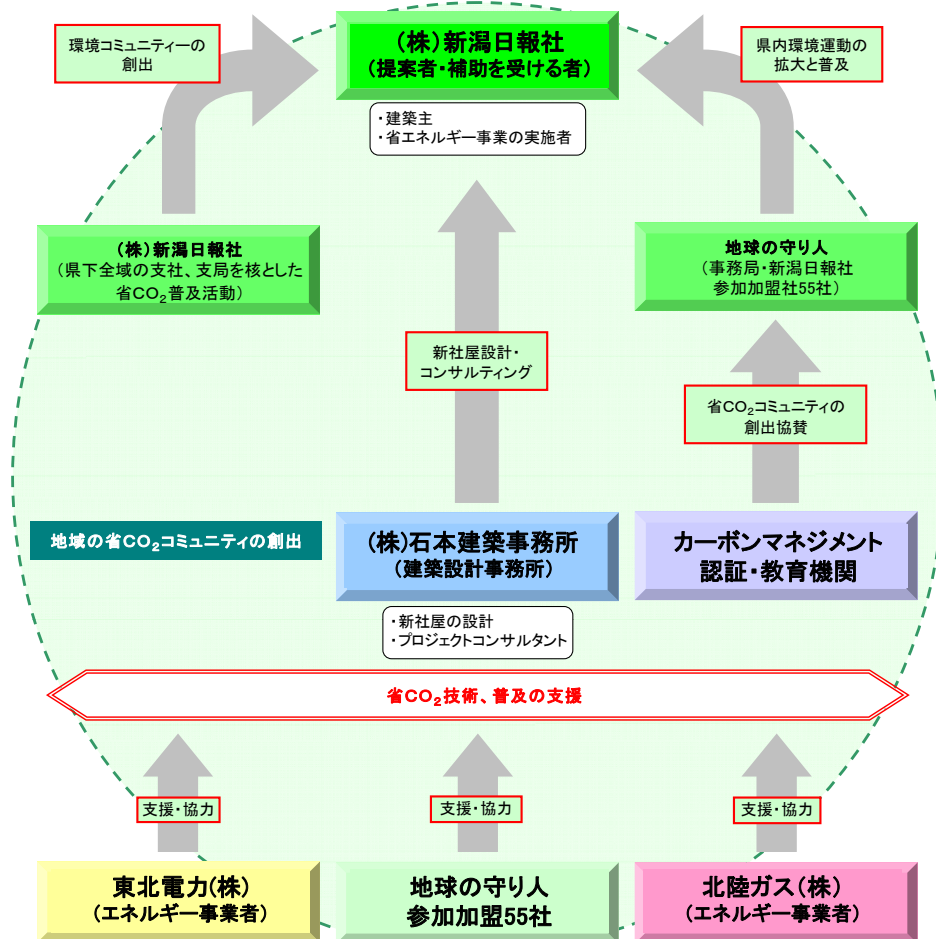 環境コミュニティーの
創出
(株)新潟日報社
(提案者・補助を受ける者)
県内環境運動の
拡大と普及
・建築主
・省エネルギー事業の実施者
(株)新潟日報社
(県下全域の支社、支局を核とした
省CO₂普及活動)
地球の守り人
(事務局・新潟日報社
参加加盟社55社)
新社屋設計・
コンサルティング
省CO₂コミュニティの
創出協賛
地域の省CO₂コミュニティの創出
(株)石本建築事務所
(建築設計事務所)
カーボンマネジメント
認証・教育機関
・新社屋の設計
・プロジェクトコンサルタント
省CO₂技術、普及の支援
支援・協力
支援・協力
支援・協力
東北電力(株)
(エネルギー事業者)
地球の守り人
参加加盟55社
北陸ガス(株)
(エネルギー事業者)